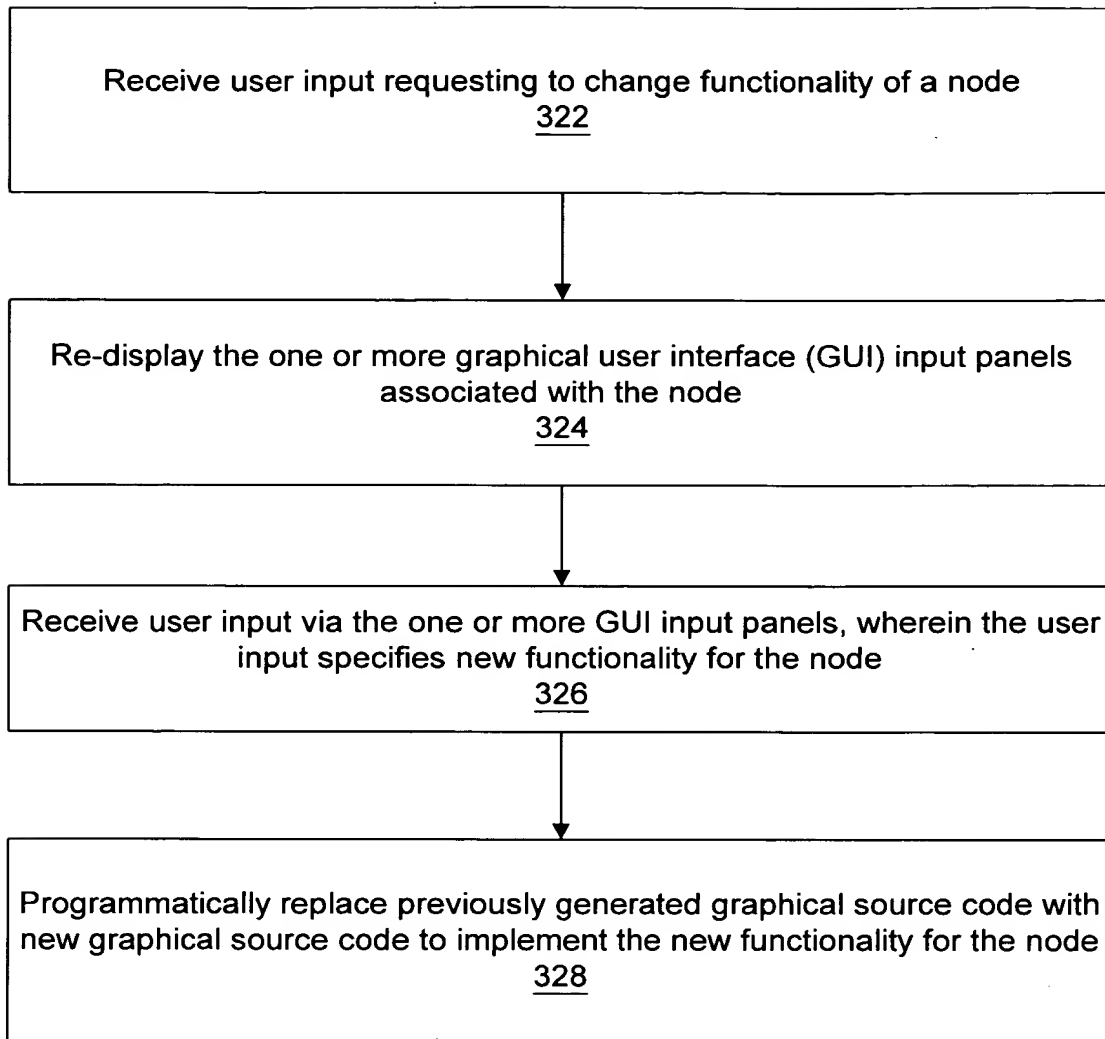 Receive user input requesting to change functionality of a node
322
Re-display the one or more graphical user interface (GUI) input panels
associated with the node
324
Receive user input via the one or more GUI input panels, wherein the user
input specifies new functionality for the node
326
Programmatically replace previously generated graphical source code with
new graphical source code to implement the new functionality for the node
328